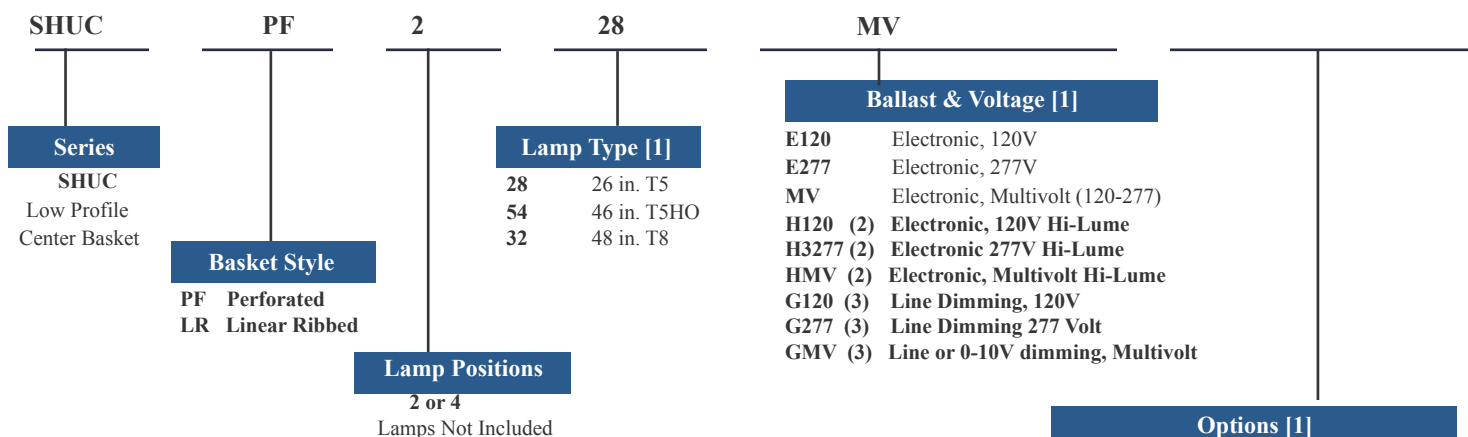 SHUC PF 2 28 MV
Series
SHUC
Low Profile
Center Basket
Basket Style
PF Perforated
LR Linear Ribbed
Lamp Positions
2 or 4
Lamps Not Included
Lamp Type [1]
28 26 in. T5
54 46 in. T5HO
32 48 in. T8
Ballast & Voltage [1]
E120 Electronic, 120V
E277 Electronic, 277V
MV Electronic, Multivolt (120-277)
H120 (2) Electronic, 120V Hi-Lume
H3277 (2) Electronic 277V Hi-Lume
HMV (2) Electronic, Multivolt Hi-Lume
G120 (3) Line Dimming, 120V
G277 (3) Line Dimming 277 Volt
GMV (3) Line or 0-10V dimming, Multivolt
Options [1]